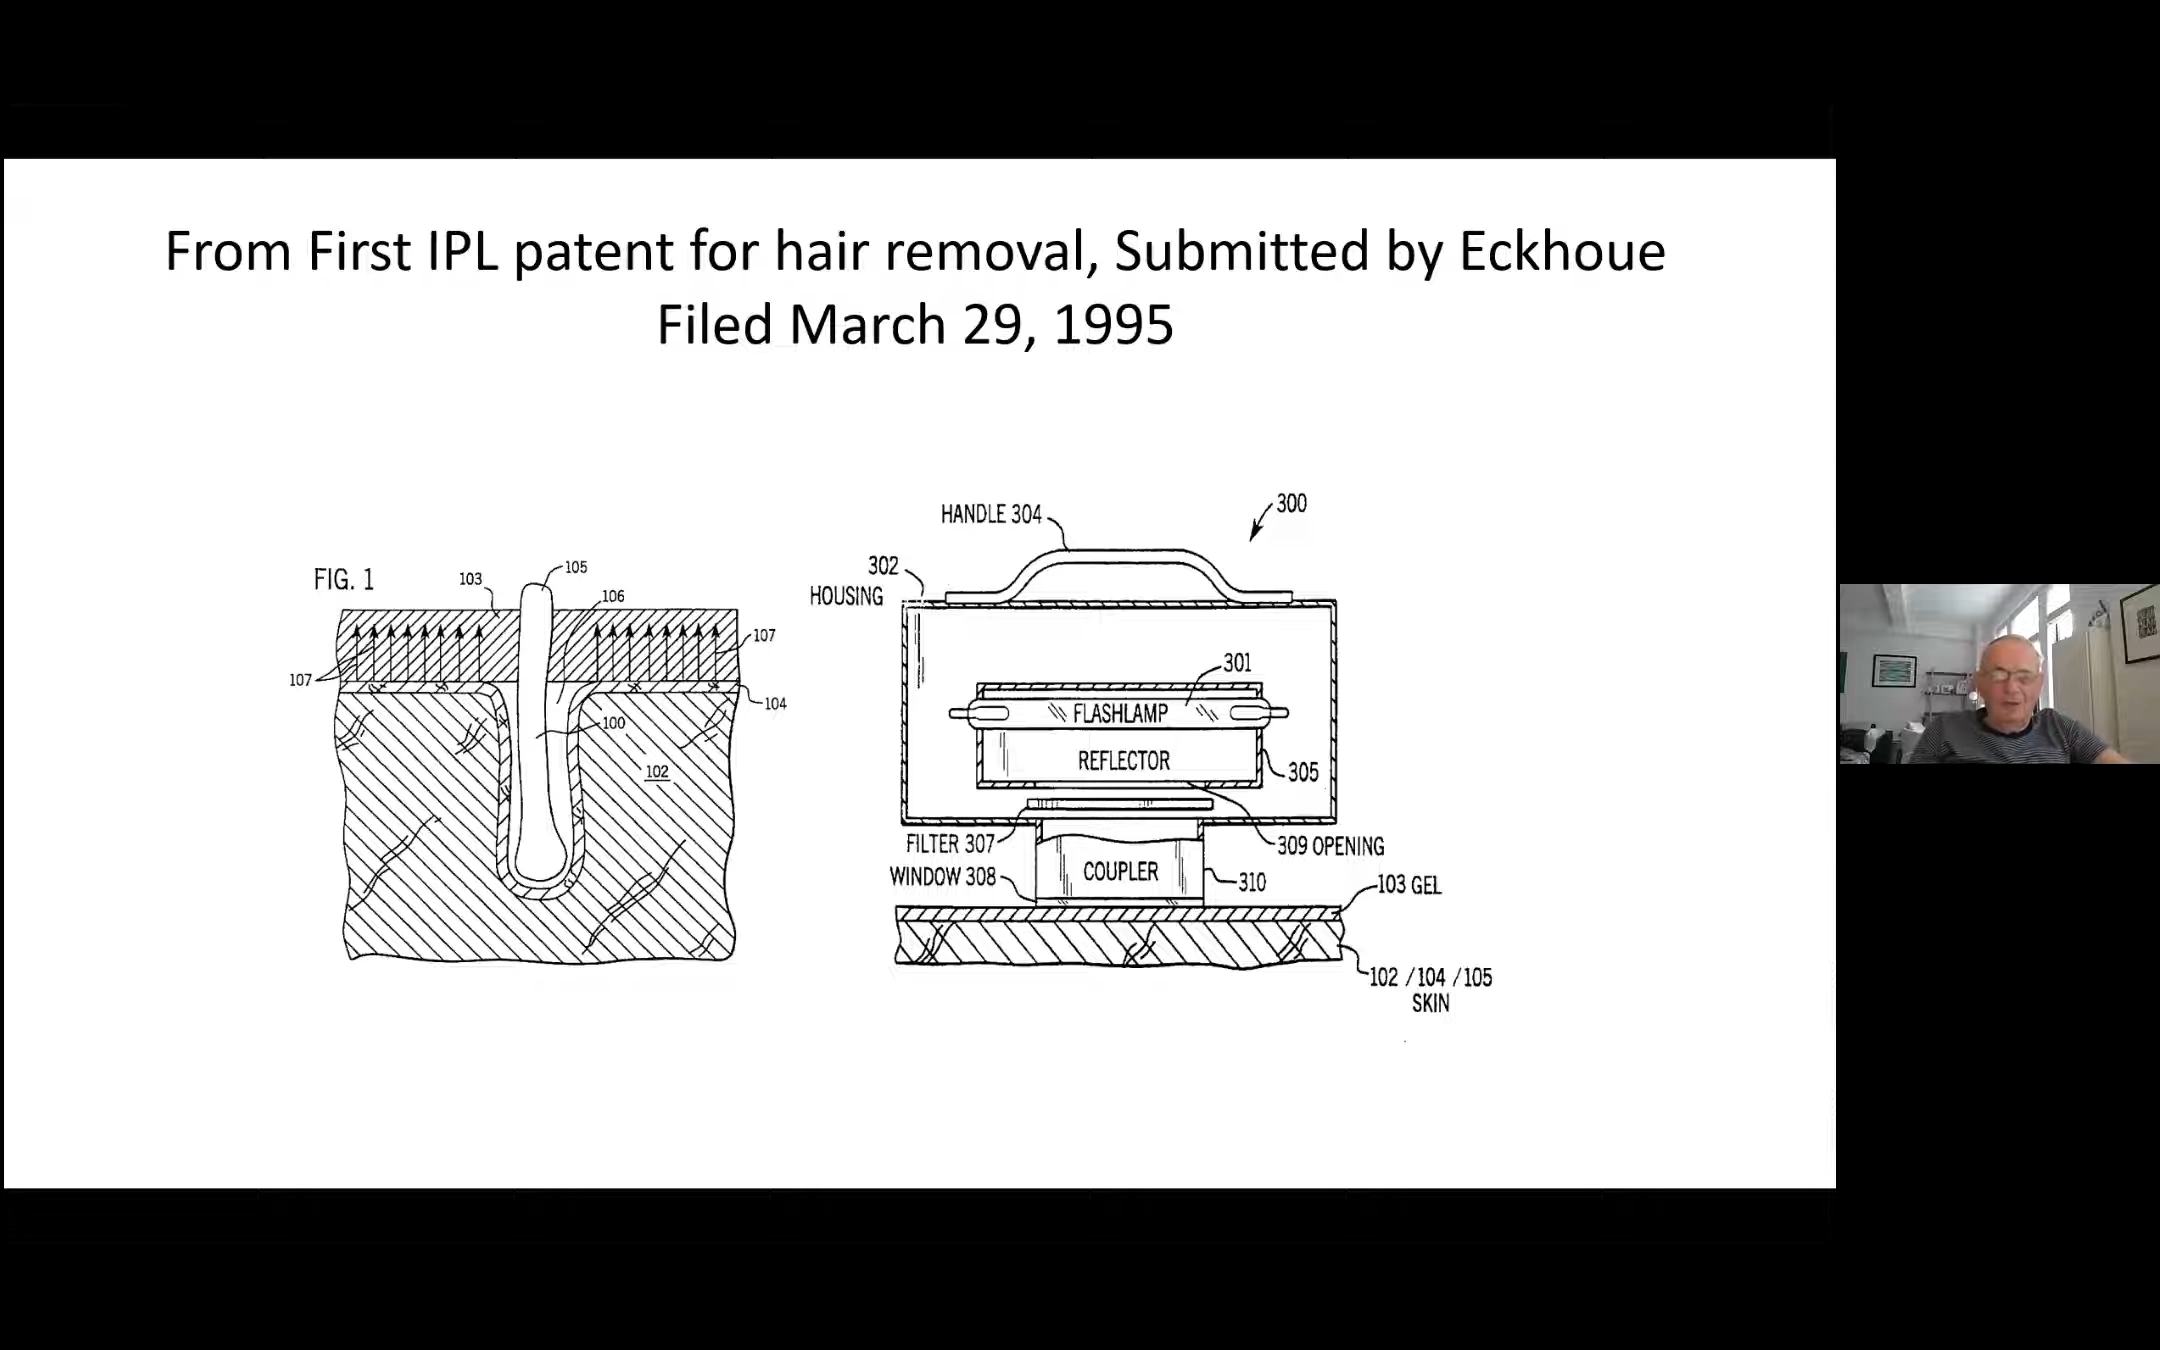 From First IPL patent for hair removal, Submitted by Eckhoue
Filed March 29, 1995
FIG. 1
103
105
106
107
107
104
100
102
300
HANDLE 304
302
HOUSING
301
FLASHLAMP
REFLECTOR
305
FILTER 307
309 OPENING
WINDOW 308
COUPLER
310
103 GEL
102 /104 /105
SKIN